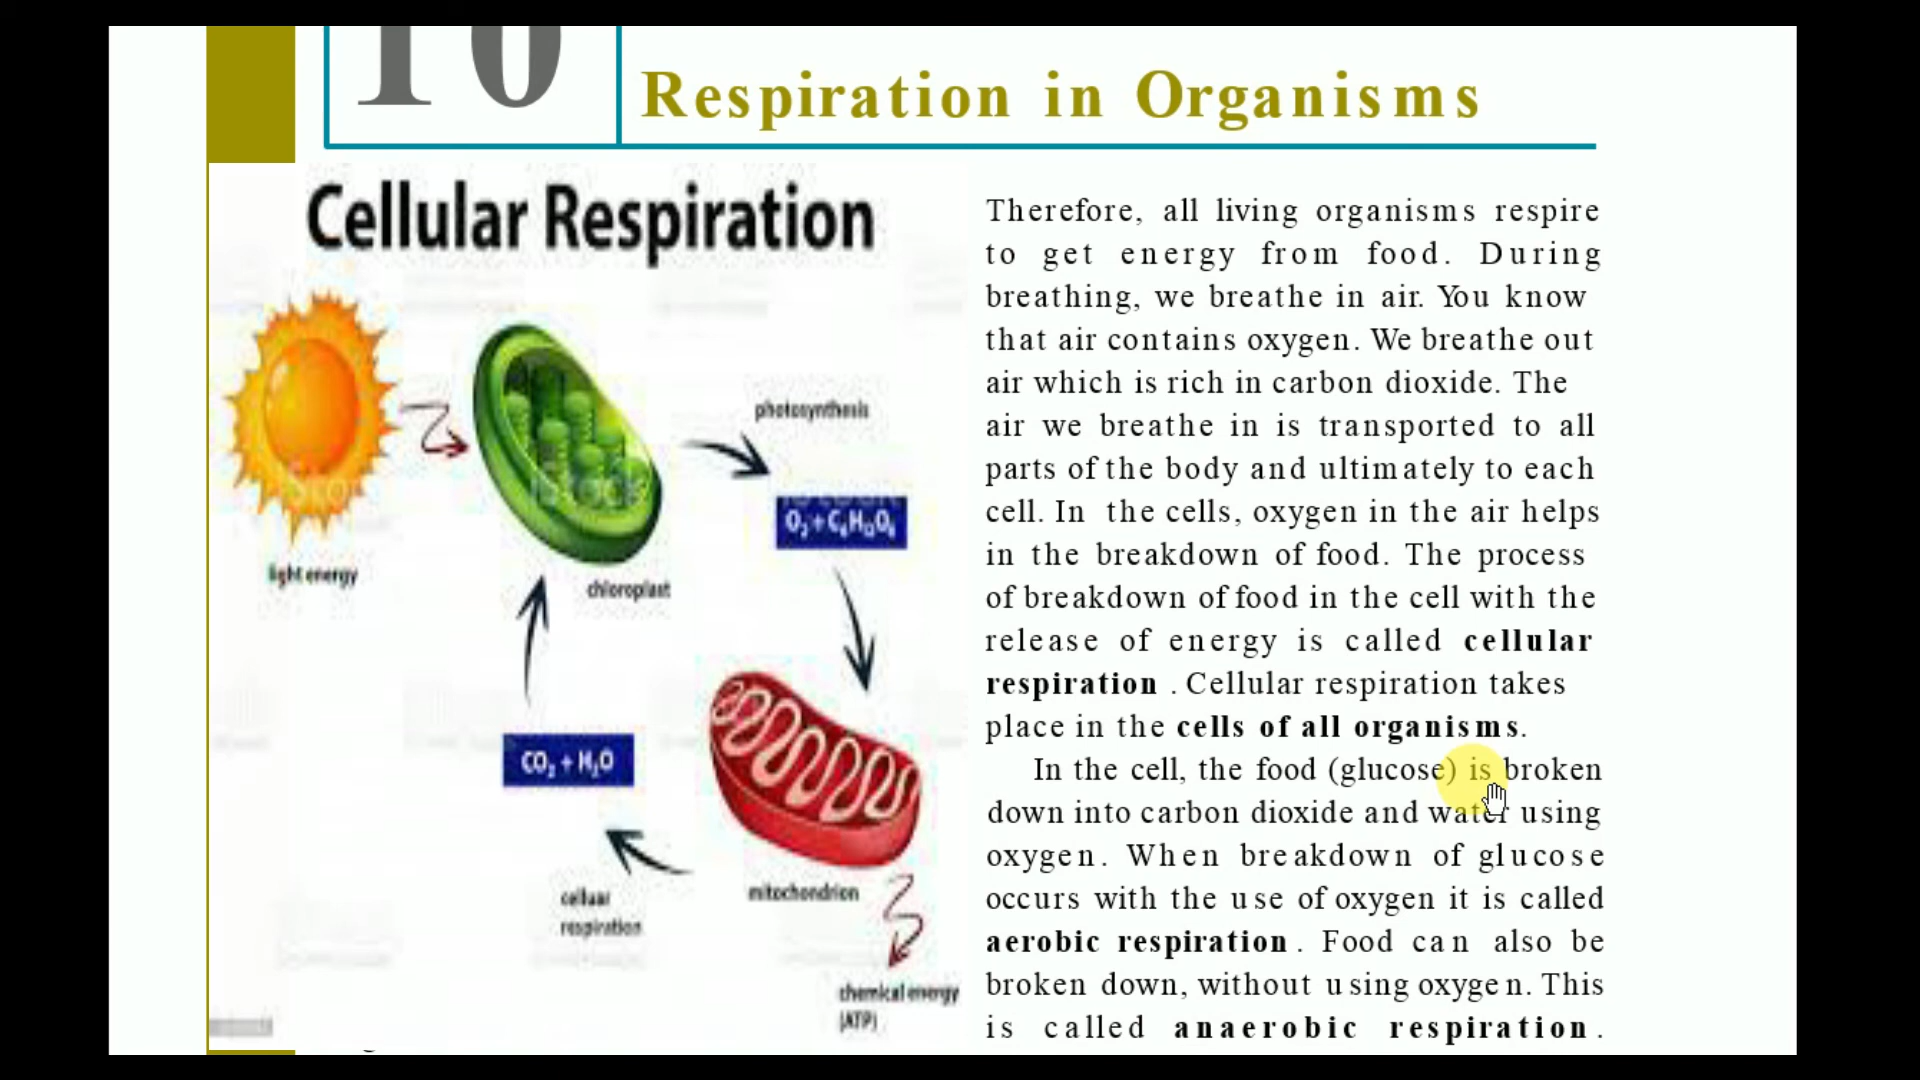 10
Respiration in Organisms
Cellular Respiration
light energy
chloroplast
photosynthesis
O₂ + C₆H₁₂O₆
CO₂ + H₂O
celluar
respiration
mitochondrion
chemical energy
(ATP)
Therefore, all living organisms respire
to get energy from food. During
breathing, we breathe in air. You know
that air contains oxygen. We breathe out
air which is rich in carbon dioxide. The
air we breathe in is transported to all
parts of the body and ultimately to each
cell. In the cells, oxygen in the air helps
in the breakdown of food. The process
of breakdown of food in the cell with the
release of energy is called cellular
respiration . Cellular respiration takes
place in the cells of all organisms.
In the cell, the food (glucose) is broken
down into carbon dioxide and water using
oxygen. When breakdown of glucose
occurs with the use of oxygen it is called
aerobic respiration . Food can also be
broken down, without using oxygen. This
is called anaerobic respiration .